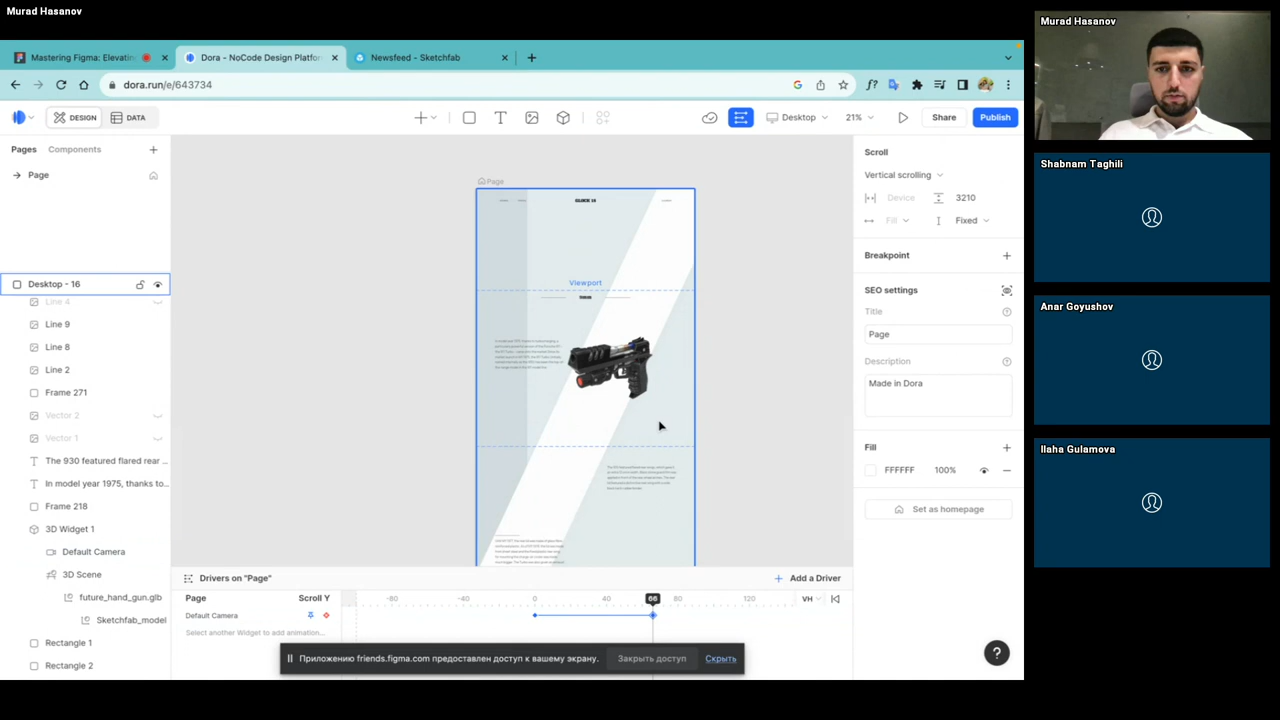 Murad Hasanov
Mastering Figma: Elevatin
Dora - NoCode Design Platfor
Newsfeed - Sketchfab
dora.run/e/643734
DESIGN
DATA
Desktop
21%
Share
Publish
Pages
Components
Page
Desktop - 16
Line 4
Line 9
Line 8
Line 2
Frame 271
Vector 2
Vector 1
The 930 featured flared rear ...
In model year 1975, thanks to...
Frame 218
3D Widget 1
Default Camera
3D Scene
future_hand_gun.glb
Sketchfab_model
Rectangle 1
Rectangle 2
Page
GLOCK 19
Viewport
Scroll
Vertical scrolling
Device
3210
Fill
Fixed
Breakpoint
SEO settings
Title
Page
Description
Made in Dora
Fill
FFFFFF
100%
Set as homepage
Drivers on "Page"
Add a Driver
Page
Scroll Y
-80
-40
0
40
66
80
120
VH
Default Camera
Select another Widget to add animation...
Приложению friends.figma.com предоставлен доступ к вашему экрану.
Закрыть доступ
Скрыть
Murad Hasanov
Shabnam Taghili
Anar Goyushov
Ilaha Gulamova